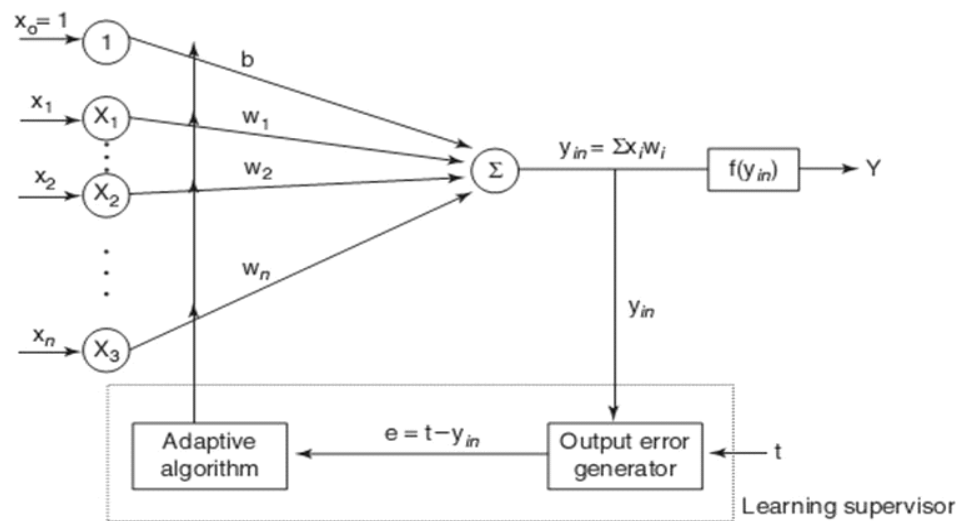 xₒ= 1
1
b
x₁
X₁
w₁
x₂
X₂
w₂
Σ
yᵢₙ= Σxᵢwᵢ
f(yᵢₙ)
Y
wₙ
xₙ
X₃
yᵢₙ
Adaptive
algorithm
e = t–yᵢₙ
Output error
generator
t
Learning supervisor